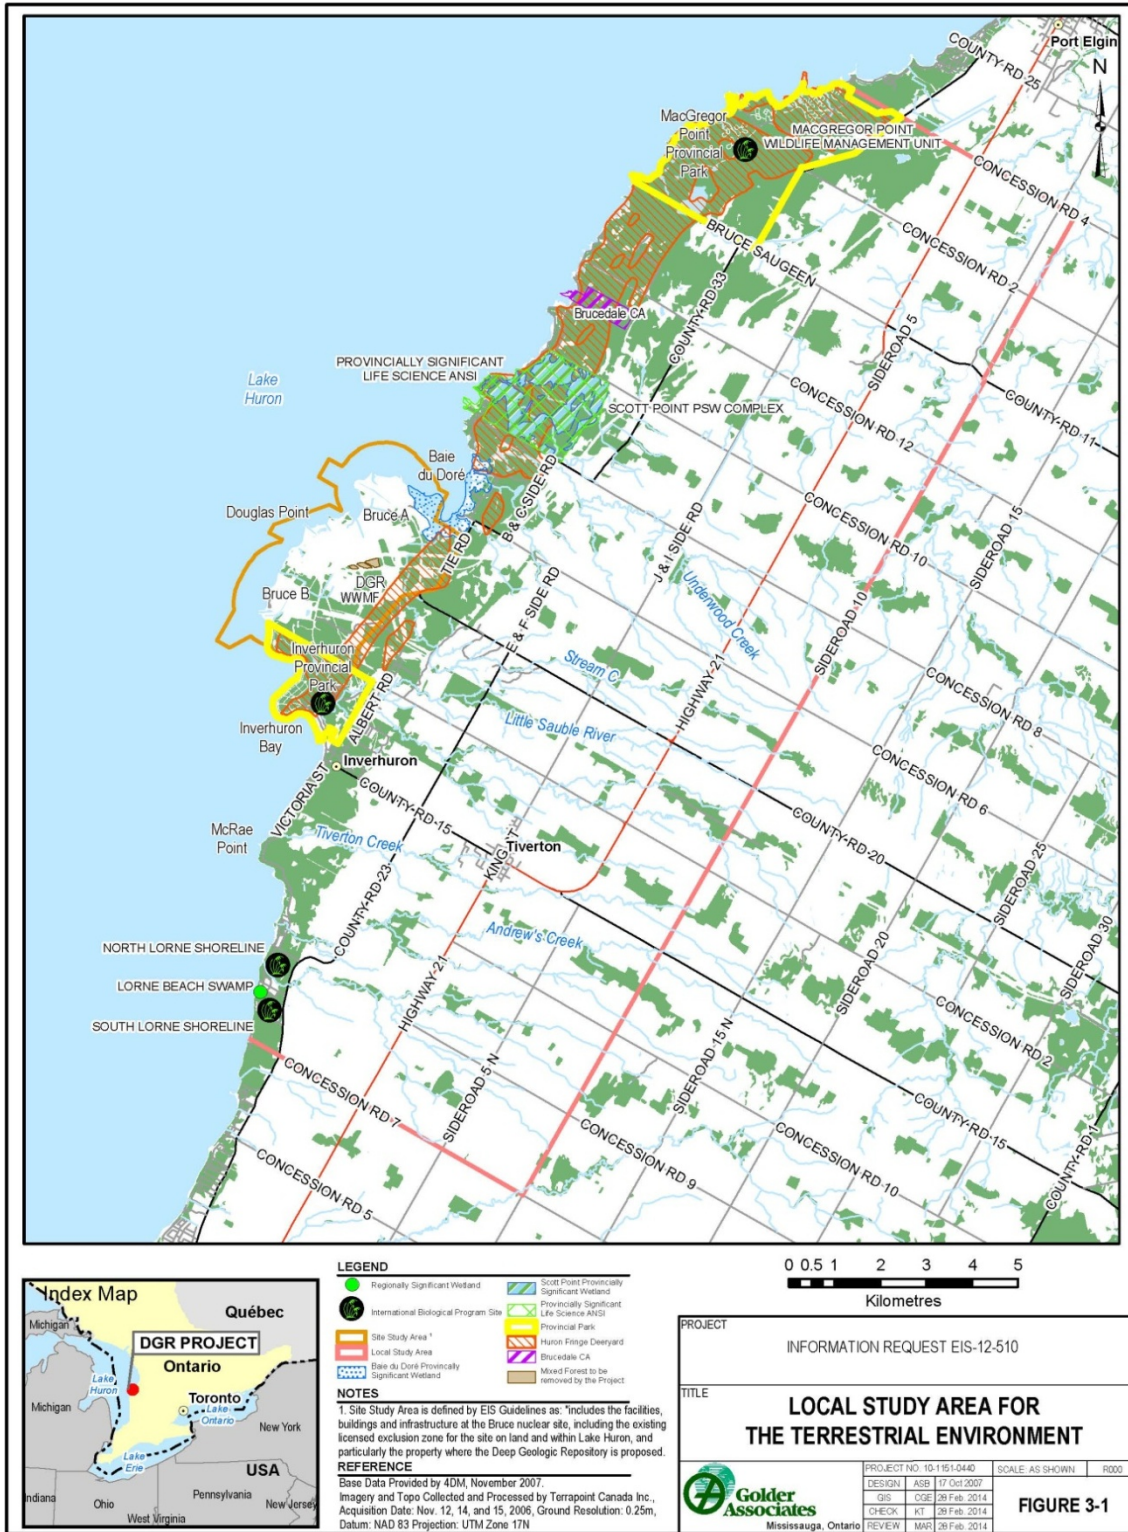 Port Elgin
COUNTY RD 25
N
MacGregor
Point
Provincial
Park
MACGREGOR POINT
WILDLIFE MANAGEMENT UNIT
CONCESSION RD 4
CONCESSION RD 2
BRUCE SAUGEEN
COUNTY RD 33
SIDEROAD 5
Brucedale CA
PROVINCIALLY SIGNIFICANT
LIFE SCIENCE ANSI
Lake
Huron
COUNTY RD 11
SCOTT POINT PSW COMPLEX
CONCESSION RD 12
Baie
du Doré
B & C SIDE RD
Douglas Point
Bruce A
TIE RD
J & I SIDE RD
CONCESSION RD 10
SIDEROAD 15
DGR
WWMF
Bruce B
E & F SIDE RD
Underwood Creek
SIDEROAD 10
Inverhuron
Provincial
Park
Stream C
HIGHWAY 21
ALBERT RD
Little Sauble River
CONCESSION RD 8
Inverhuron
Bay
Inverhuron
VICTORIA ST
COUNTY RD 15
CONCESSION RD 6
McRae
Point
Tiverton Creek
KING ST
Tiverton
COUNTY RD 20
COUNTY RD 23
SIDEROAD 25
Andrew's Creek
SIDEROAD 20
SIDEROAD 30
NORTH LORNE SHORELINE
LORNE BEACH SWAMP
SOUTH LORNE SHORELINE
HIGHWAY 21
CONCESSION RD 2
CONCESSION RD 7
SIDEROAD 5 N
SIDEROAD 15 N
COUNTY RD 15
CONCESSION RD 5
CONCESSION RD 9
CONCESSION RD 10
COUNTY RD 1
Index Map
Québec
Michigan
DGR PROJECT
Ontario
Lake
Huron
Toronto
Lake
Ontario
Michigan
New York
Lake
Erie
USA
Indiana
Ohio
Pennsylvania
New Jersey
West Virginia
LEGEND
Regionally Significant Wetland
International Biological Program Site
Site Study Area ¹
Local Study Area
Baie du Doré Provincially
Significant Wetland
Scott Point Provincially
Significant Wetland
Provincially Significant
Life Science ANSI
Provincial Park
Huron Fringe Deeryard
Brucedale CA
Mixed Forest to be
removed by the Project
NOTES
1. Site Study Area is defined by EIS Guidelines as: "includes the facilities,
buildings and infrastructure at the Bruce nuclear site, including the existing
licensed exclusion zone for the site on land and within Lake Huron, and
particularly the property where the Deep Geologic Repository is proposed.
REFERENCE
Base Data Provided by 4DM, November 2007.
Imagery and Topo Collected and Processed by Terrapoint Canada Inc.,
Acquisition Date: Nov. 12, 14, and 15, 2006, Ground Resolution: 0.25m,
Datum: NAD 83 Projection: UTM Zone 17N
0 0.5 1 2 3 4 5
Kilometres
PROJECT
INFORMATION REQUEST EIS-12-510
TITLE
LOCAL STUDY AREA FOR
THE TERRESTRIAL ENVIRONMENT
Golder
Associates
Mississauga, Ontario
PROJECT NO. 10-1151-0440 SCALE: AS SHOWN R000
DESIGN ASB 17 Oct 2007
GIS CGE 28 Feb. 2014
CHECK KT 28 Feb. 2014
REVIEW MAR 28 Feb. 2014
FIGURE 3-1